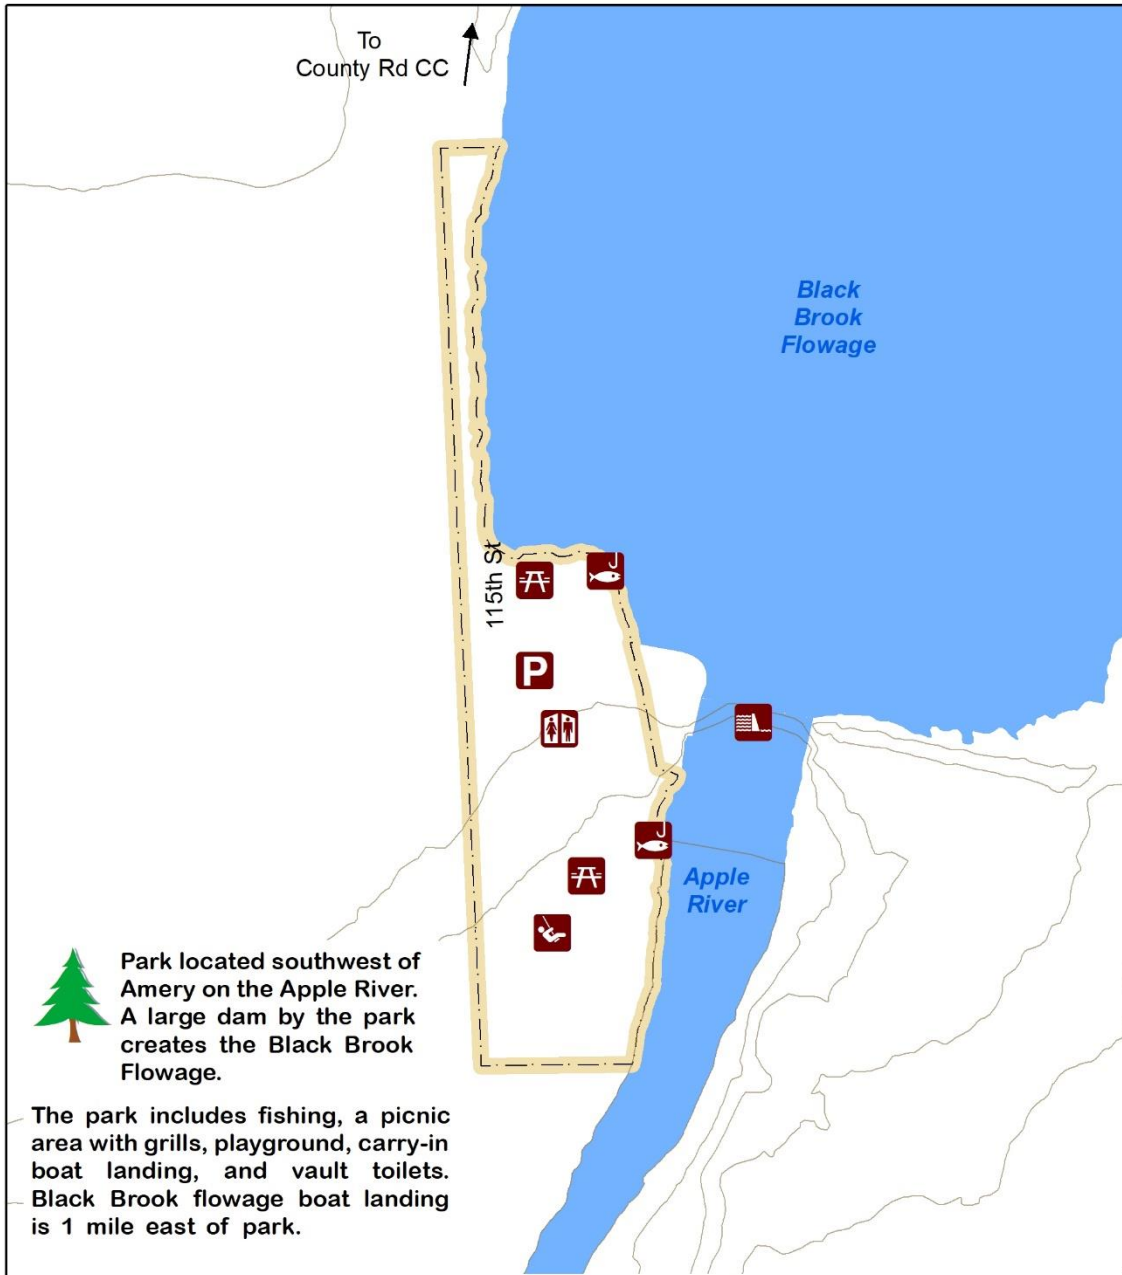 To
County Rd CC
Black
Brook
Flowage
115th St
P
Apple
River
Park located southwest of
Amery on the Apple River.
A large dam by the park
creates the Black Brook
Flowage.
The park includes fishing, a picnic
area with grills, playground, carry-in
boat landing, and vault toilets.
Black Brook flowage boat landing
is 1 mile east of park.